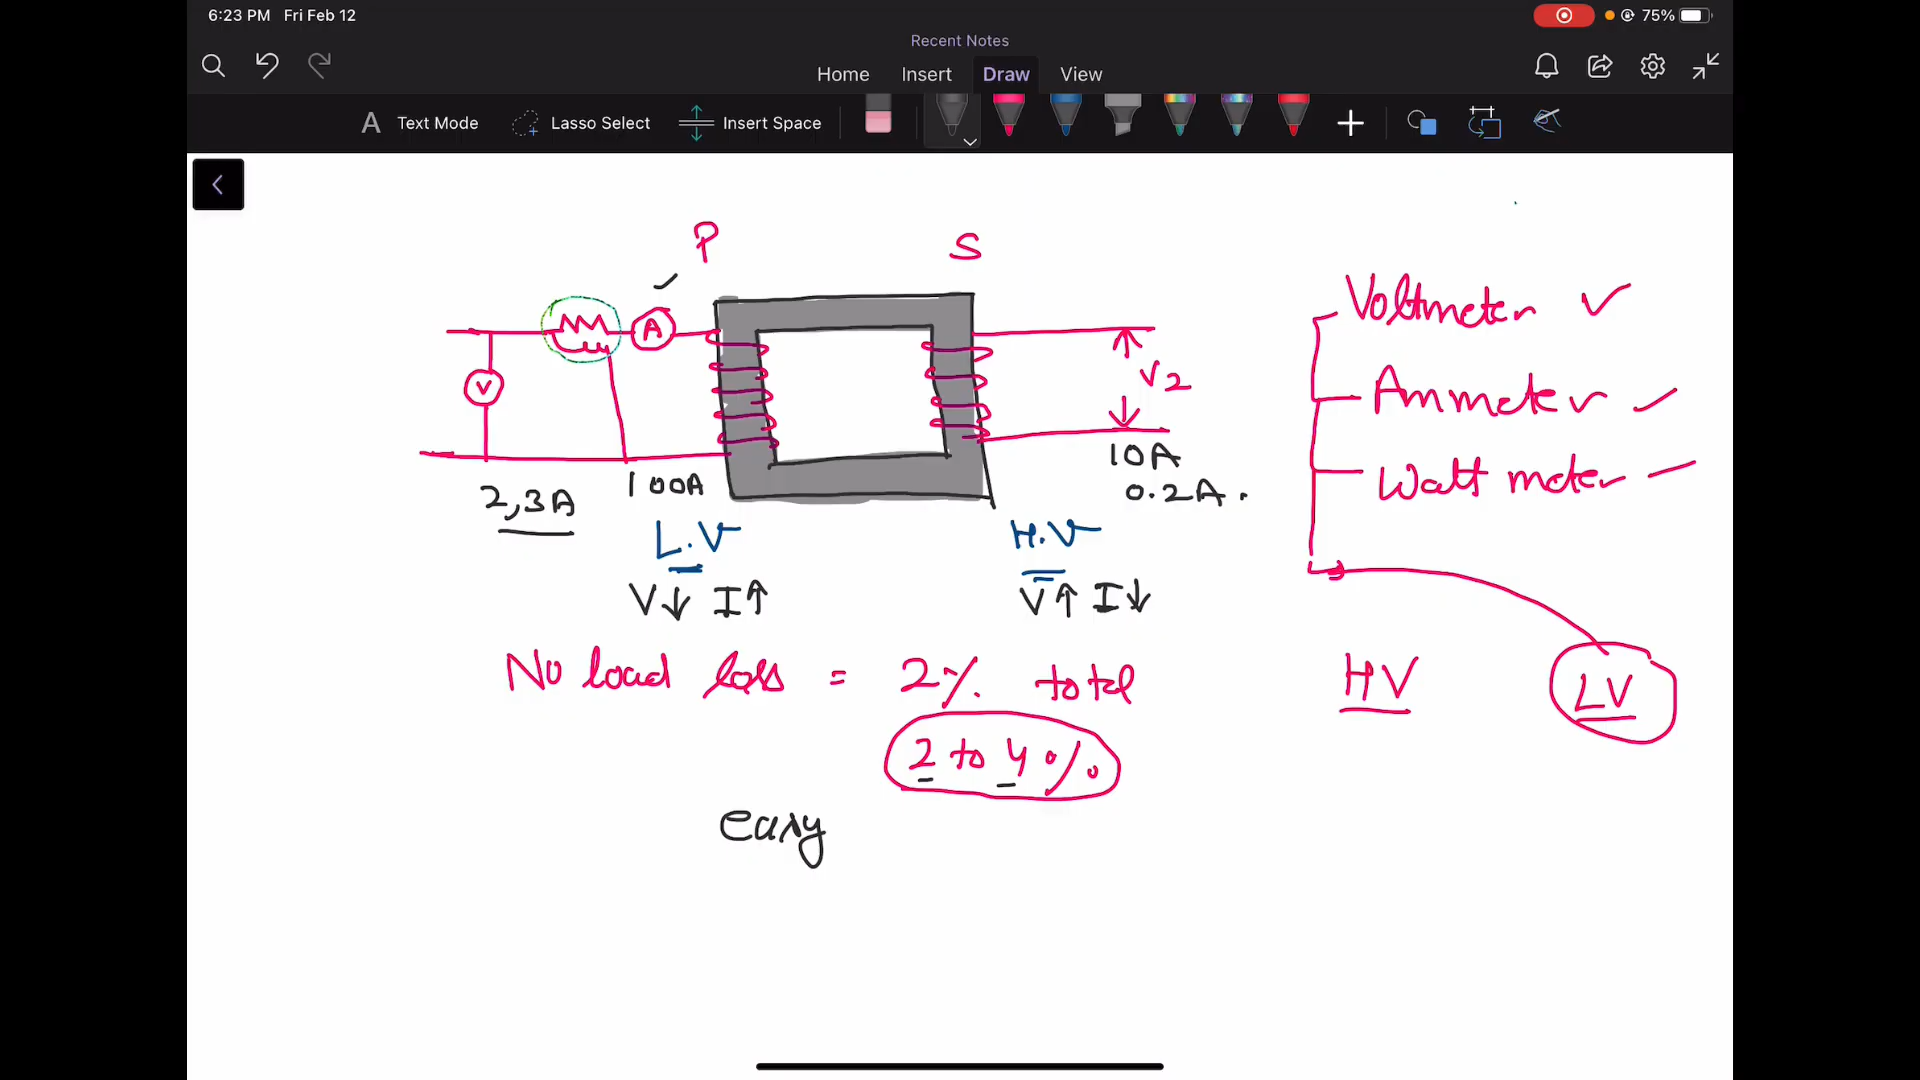 6:23 PM Fri Feb 12
75%
Recent Notes
Home Insert Draw View
A Text Mode Lasso Select Insert Space
P S
A
V
V2
Voltmeter ✓
Ammeter ✓
Watt meter
10A
0.2A.
2,3A 100A
L.V H.V
V↓ I↑ V↑ I↓
No load loss = 2% total
HV LV
2 to 4%
easy